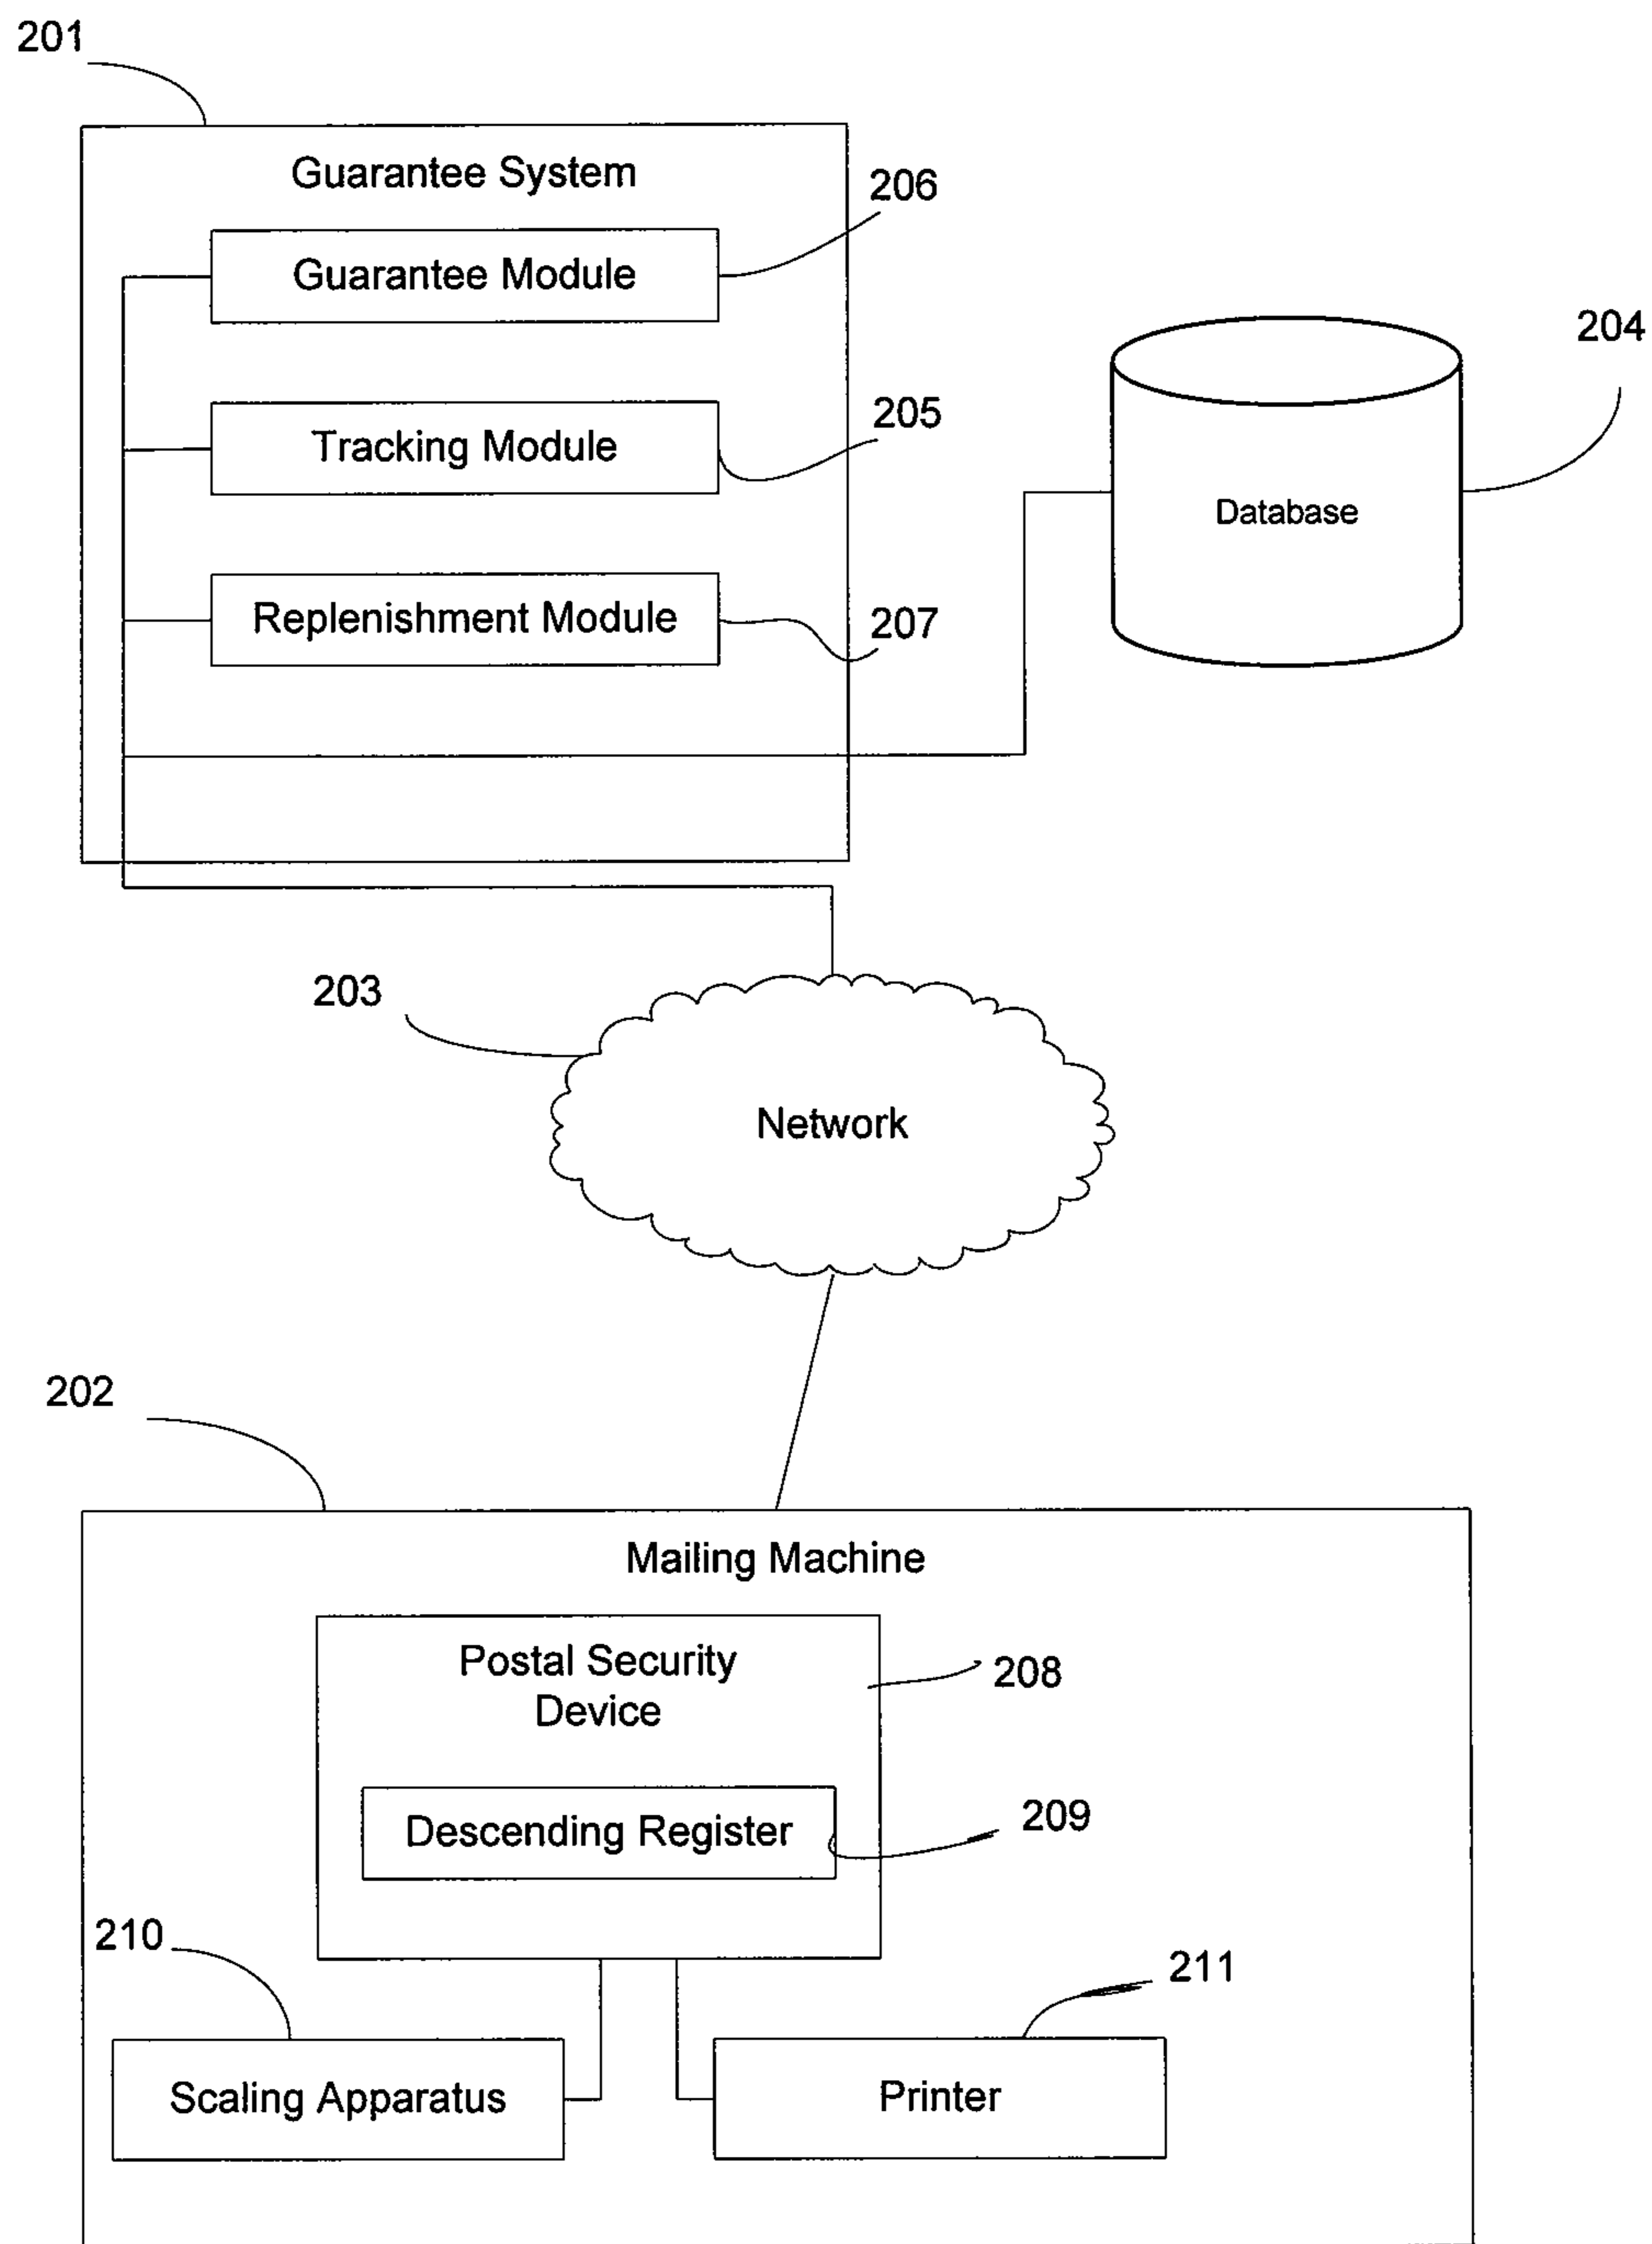 201
Guarantee System
206
Guarantee Module
204
205
Tracking Module
Database
Replenishment Module
207
203
Network
202
Mailing Machine
Postal Security
Device
208
Descending Register
209
210
211
Scaling Apparatus
Printer